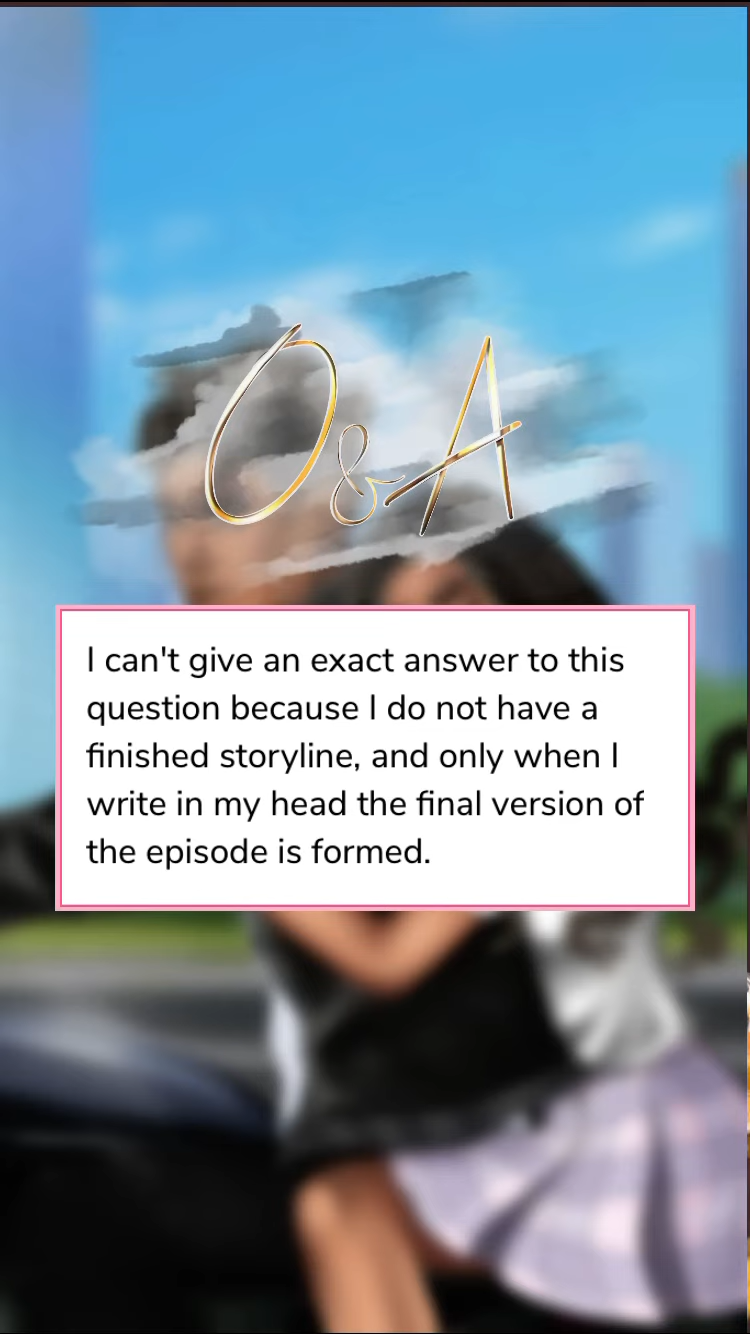 Q&A
I can't give an exact answer to this
question because I do not have a
finished storyline, and only when I
write in my head the final version of
the episode is formed.